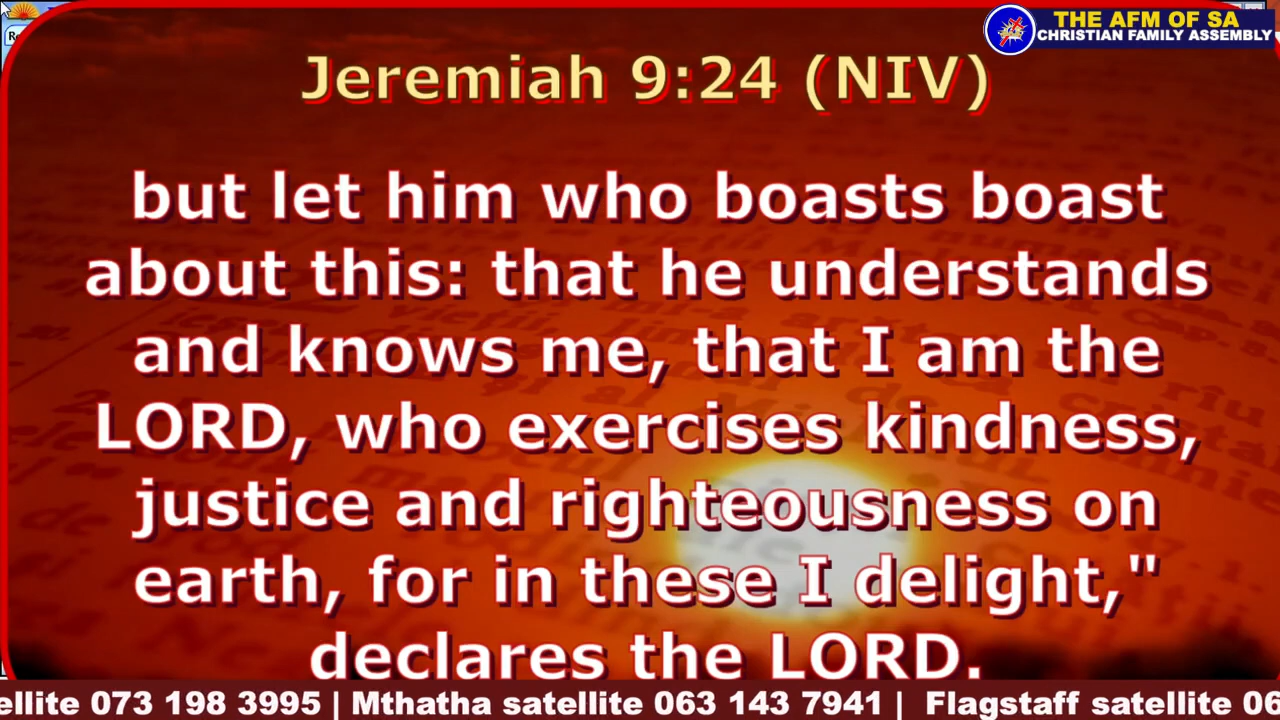 THE AFM OF SA
CHRISTIAN FAMILY ASSEMBLY
Jeremiah 9:24 (NIV)
but let him who boasts boast
about this: that he understands
and knows me, that I am the
LORD, who exercises kindness,
justice and righteousness on
earth, for in these I delight,"
declares the LORD.
ellite 073 198 3995 | Mthatha satellite 063 143 7941 | Flagstaff satellite 06